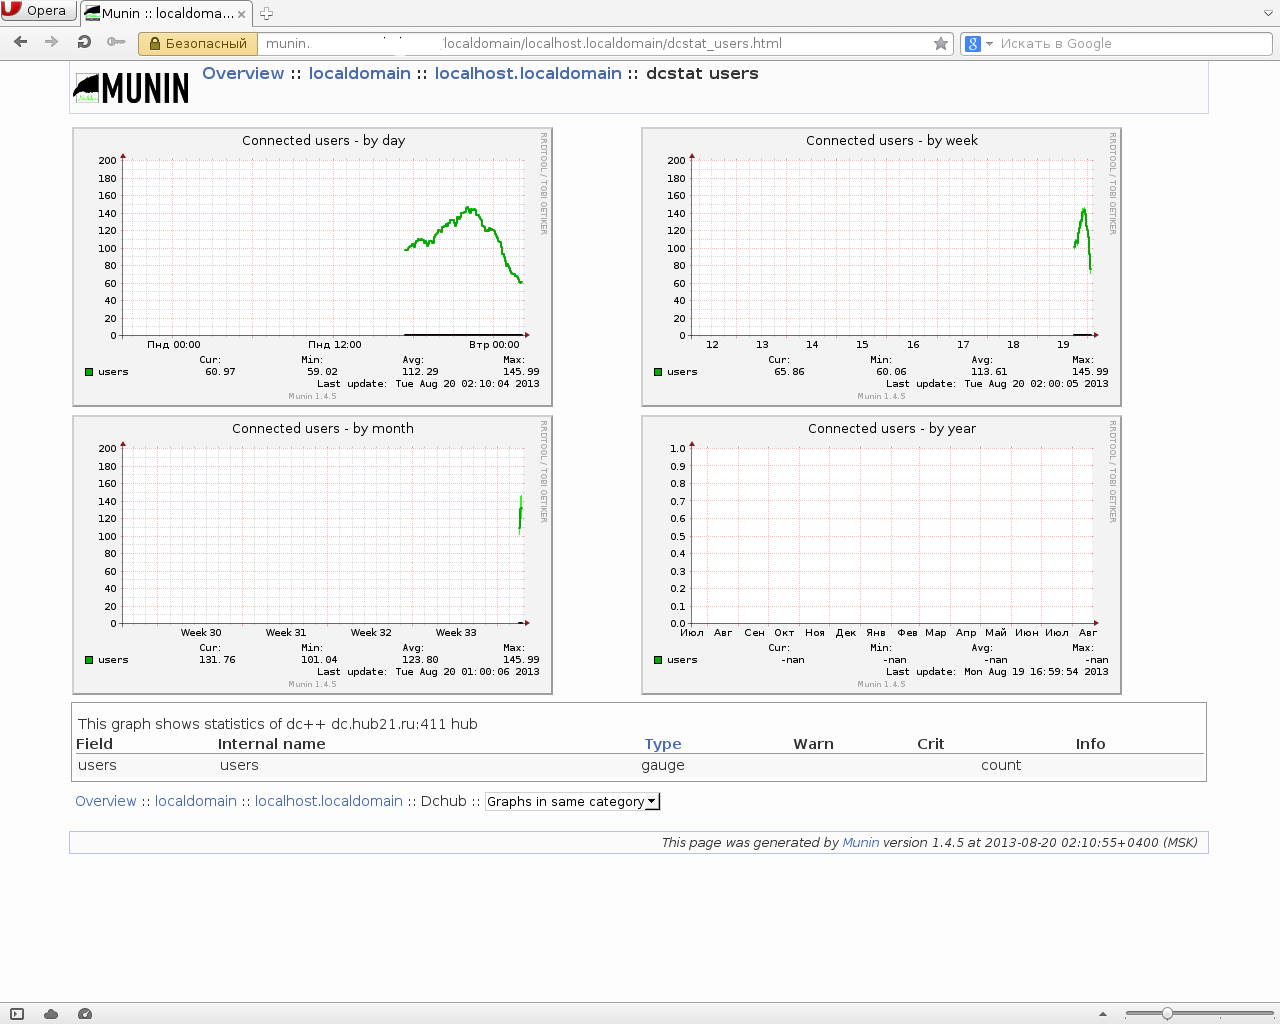 Opera
Munin :: localdoma...
Безопасный
munin. localdomain/localhost.localdomain/dcstat_users.html
Искать в Google
MUNIN
Overview :: localdomain :: localhost.localdomain :: dcstat users
Connected users - by day
RRDTOOL / TOBI OETIKER
200
180
160
140
120
100
80
60
40
20
0
Пнд 00:00 Пнд 12:00 Втр 00:00
Cur: Min: Avg: Max:
users 60.97 59.02 112.29 145.99
Last update: Tue Aug 20 02:10:04 2013
Munin 1.4.5
Connected users - by week
RRDTOOL / TOBI OETIKER
200
180
160
140
120
100
80
60
40
20
0
12 13 14 15 16 17 18 19
Cur: Min: Avg: Max:
users 65.86 60.06 113.61 145.99
Last update: Tue Aug 20 02:00:05 2013
Munin 1.4.5
Connected users - by month
RRDTOOL / TOBI OETIKER
200
180
160
140
120
100
80
60
40
20
0
Week 30 Week 31 Week 32 Week 33
Cur: Min: Avg: Max:
users 131.76 101.04 123.80 145.99
Last update: Tue Aug 20 01:00:06 2013
Munin 1.4.5
Connected users - by year
RRDTOOL / TOBI OETIKER
1.0
0.9
0.8
0.7
0.6
0.5
0.4
0.3
0.2
0.1
0.0
Июл Авг Сен Окт Ноя Дек Янв Фев Мар Апр Май Июн Июл Авг
Cur: Min: Avg: Max:
users -nan -nan -nan -nan
Last update: Mon Aug 19 16:59:54 2013
Munin 1.4.5
This graph shows statistics of dc++ dc.hub21.ru:411 hub
Field Internal name Type Warn Crit Info
users users gauge count
Overview :: localdomain :: localhost.localdomain :: Dchub :: Graphs in same category
This page was generated by Munin version 1.4.5 at 2013-08-20 02:10:55+0400 (MSK)